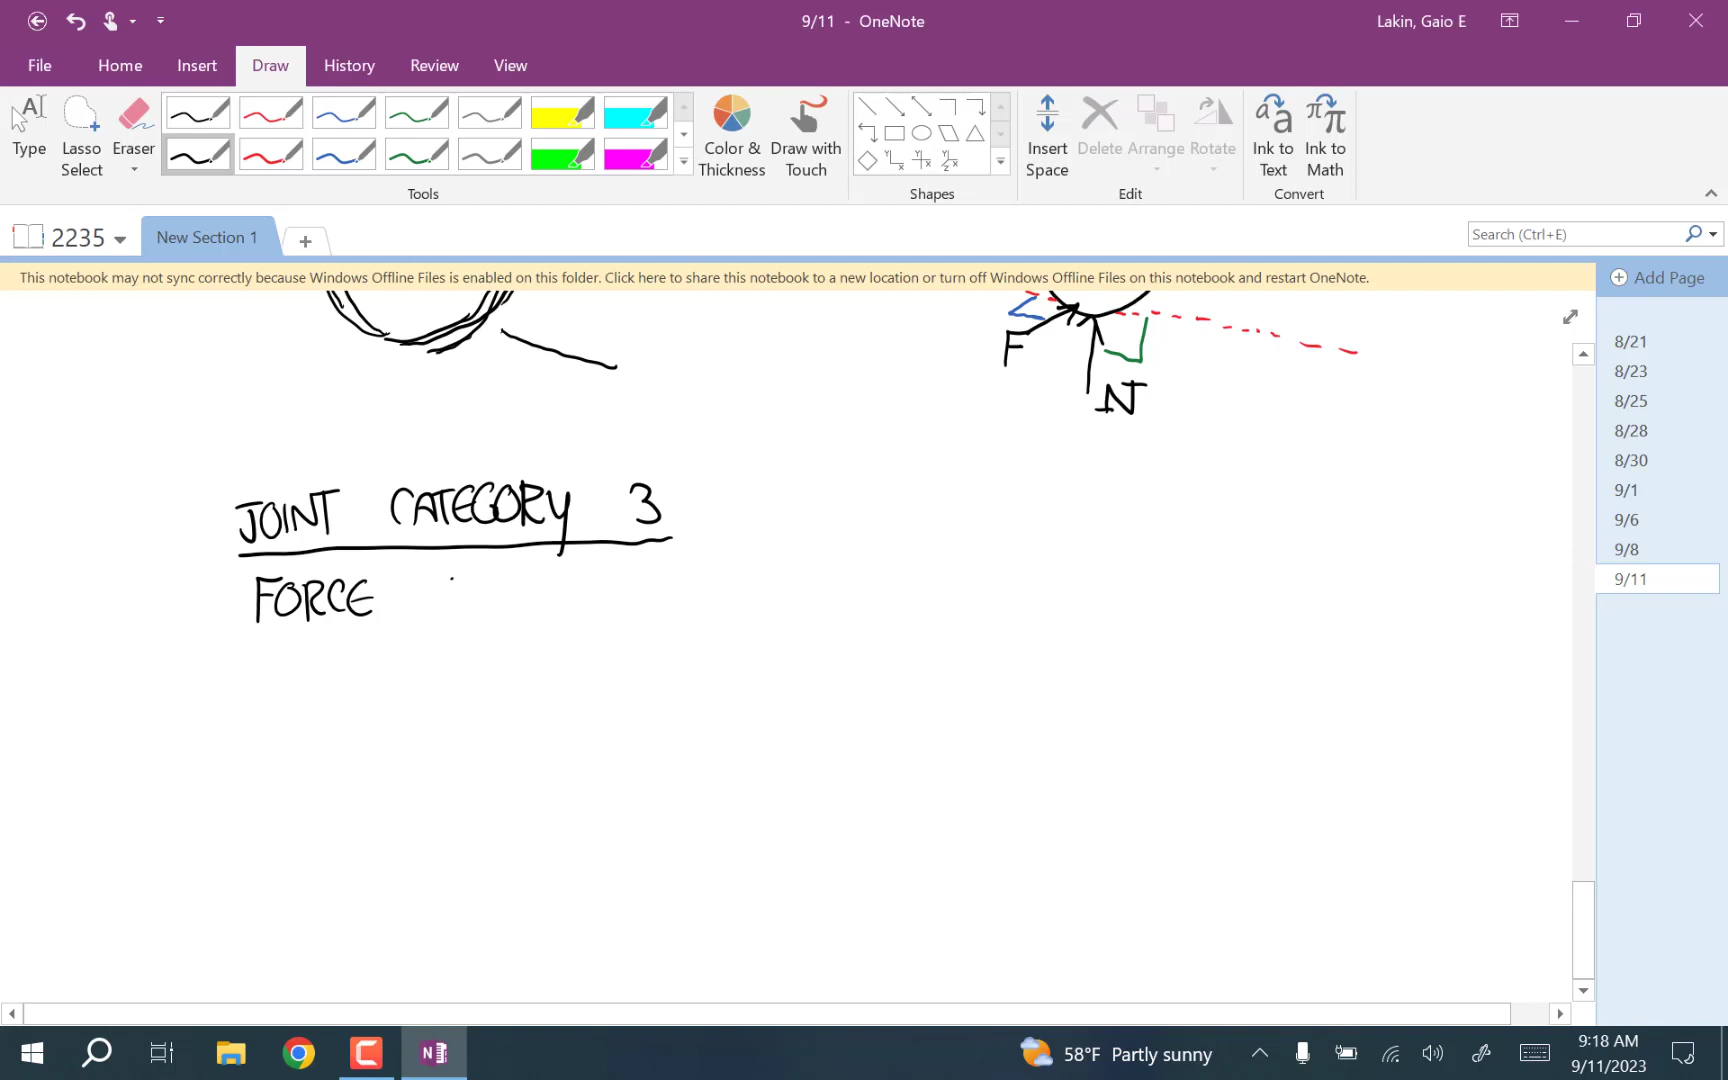 9/11 - OneNote
Lakin, Gaio E
File Home Insert Draw History Review View
Type
Lasso Select
Eraser
Color & Thickness
Draw with Touch
Insert Space
Delete
Arrange
Rotate
Ink to Text
Ink to Math
Tools
Shapes
Edit
Convert
2235
New Section 1
Search (Ctrl+E)
This notebook may not sync correctly because Windows Offline Files is enabled on this folder. Click here to share this notebook to a new location or turn off Windows Offline Files on this notebook and restart OneNote.
Add Page
8/21
8/23
8/25
8/28
8/30
9/1
9/6
9/8
9/11
F
N
JOINT CATEGORY 3
FORCE
58°F Partly sunny
9:18 AM
9/11/2023